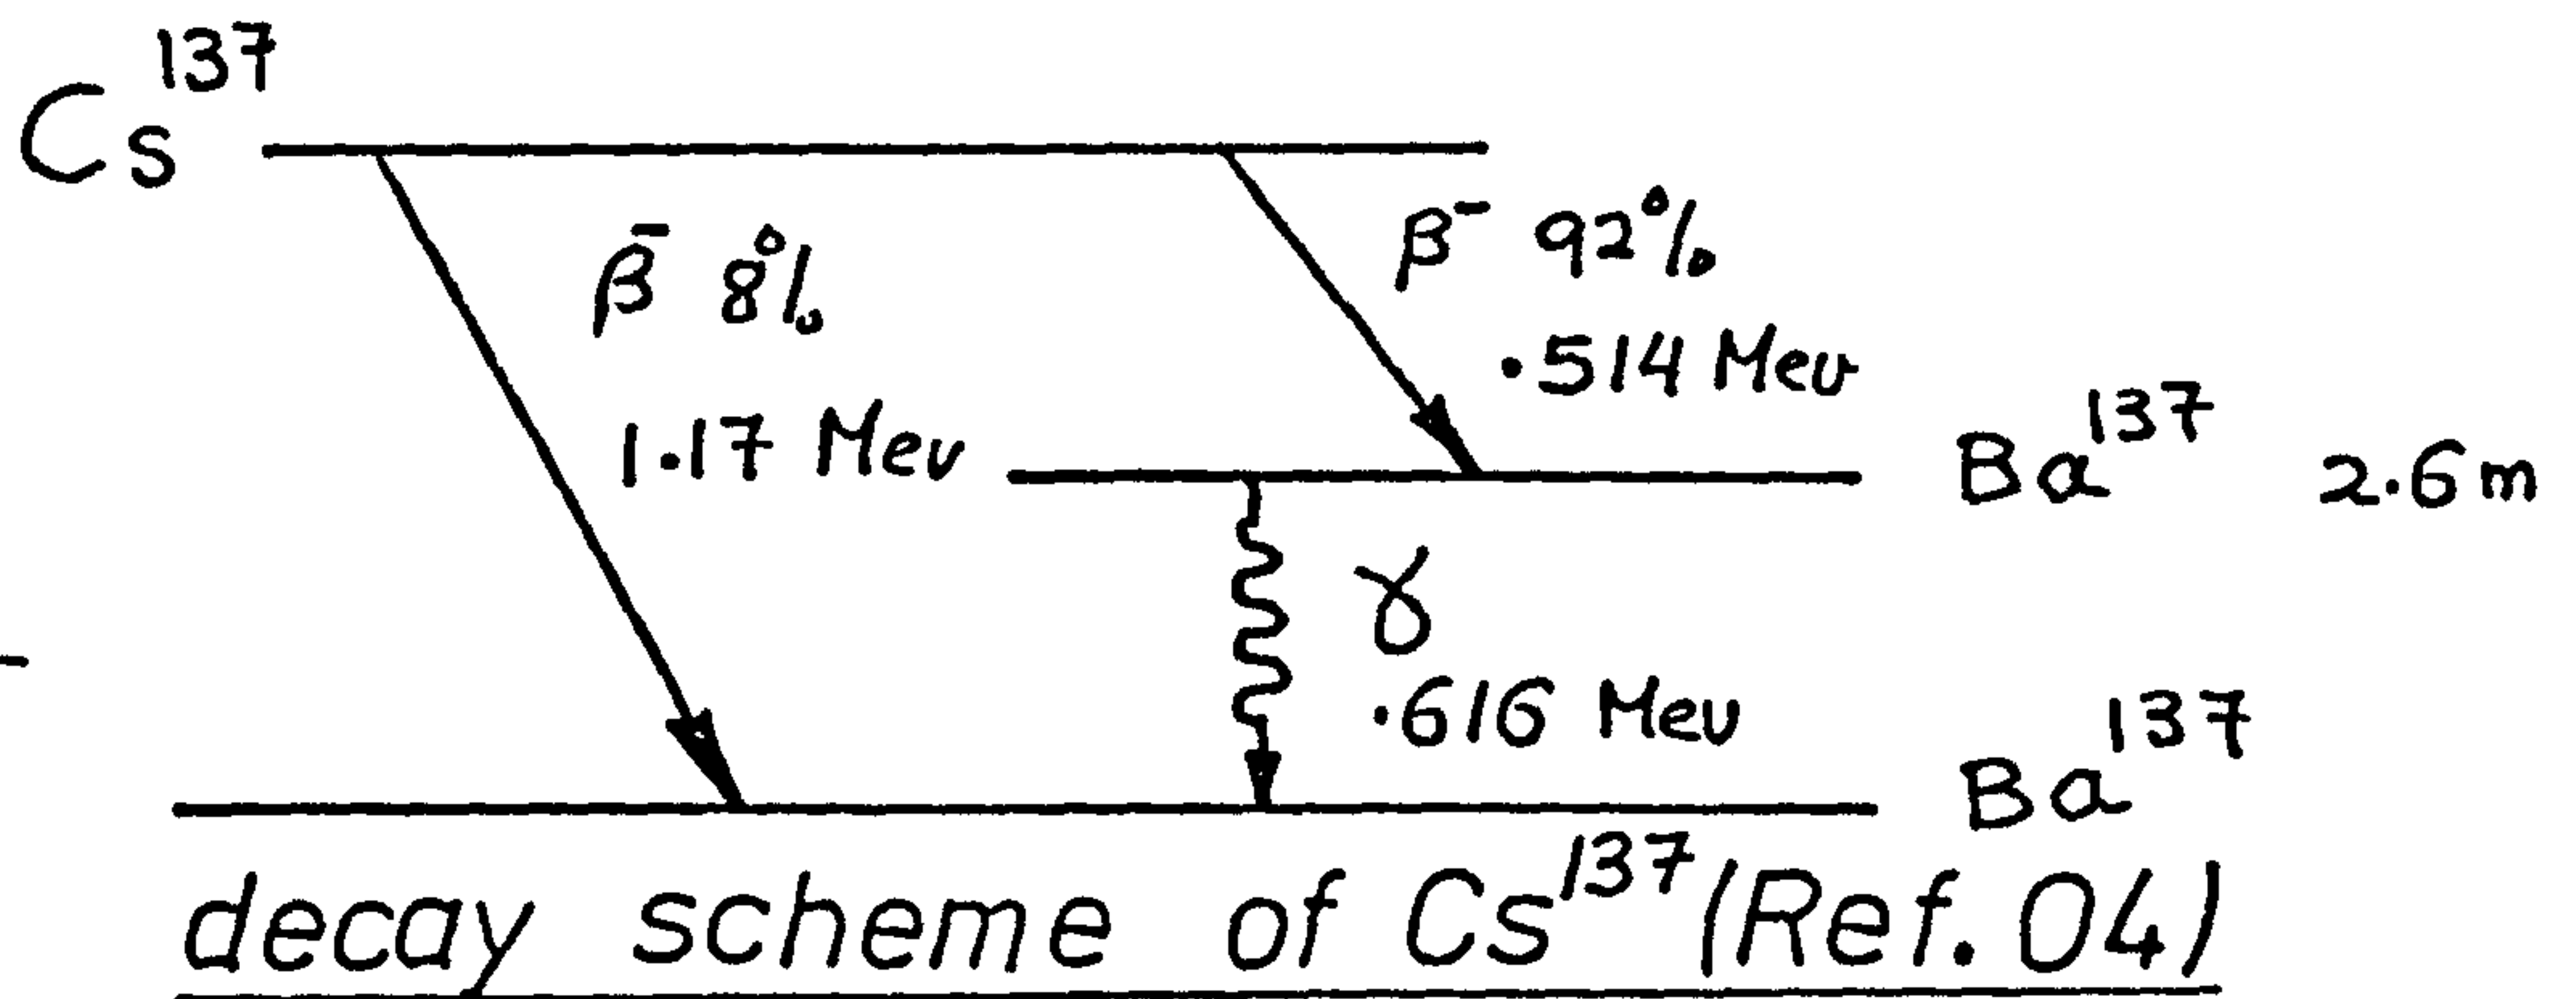 Cs¹³⁷
β⁻ 8%
1.17 Mev
β⁻ 92%
.514 Mev
Ba¹³⁷ 2.6m
γ
.616 Mev
Ba¹³⁷
decay scheme of Cs¹³⁷ (Ref. 04)